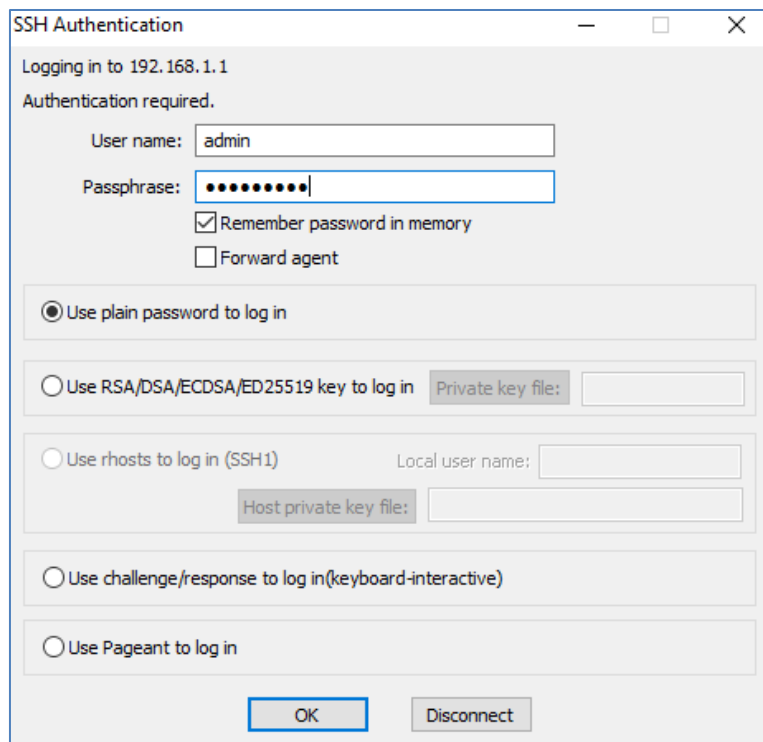 SSH Authentication
Logging in to 192.168.1.1
Authentication required.
User name: admin
Passphrase: ●●●●●●●●●
Remember password in memory
Forward agent
Use plain password to log in
Use RSA/DSA/ECDSA/ED25519 key to log in Private key file:
Use rhosts to log in (SSH1) Local user name:
Host private key file:
Use challenge/response to log in(keyboard-interactive)
Use Pageant to log in
OK Disconnect